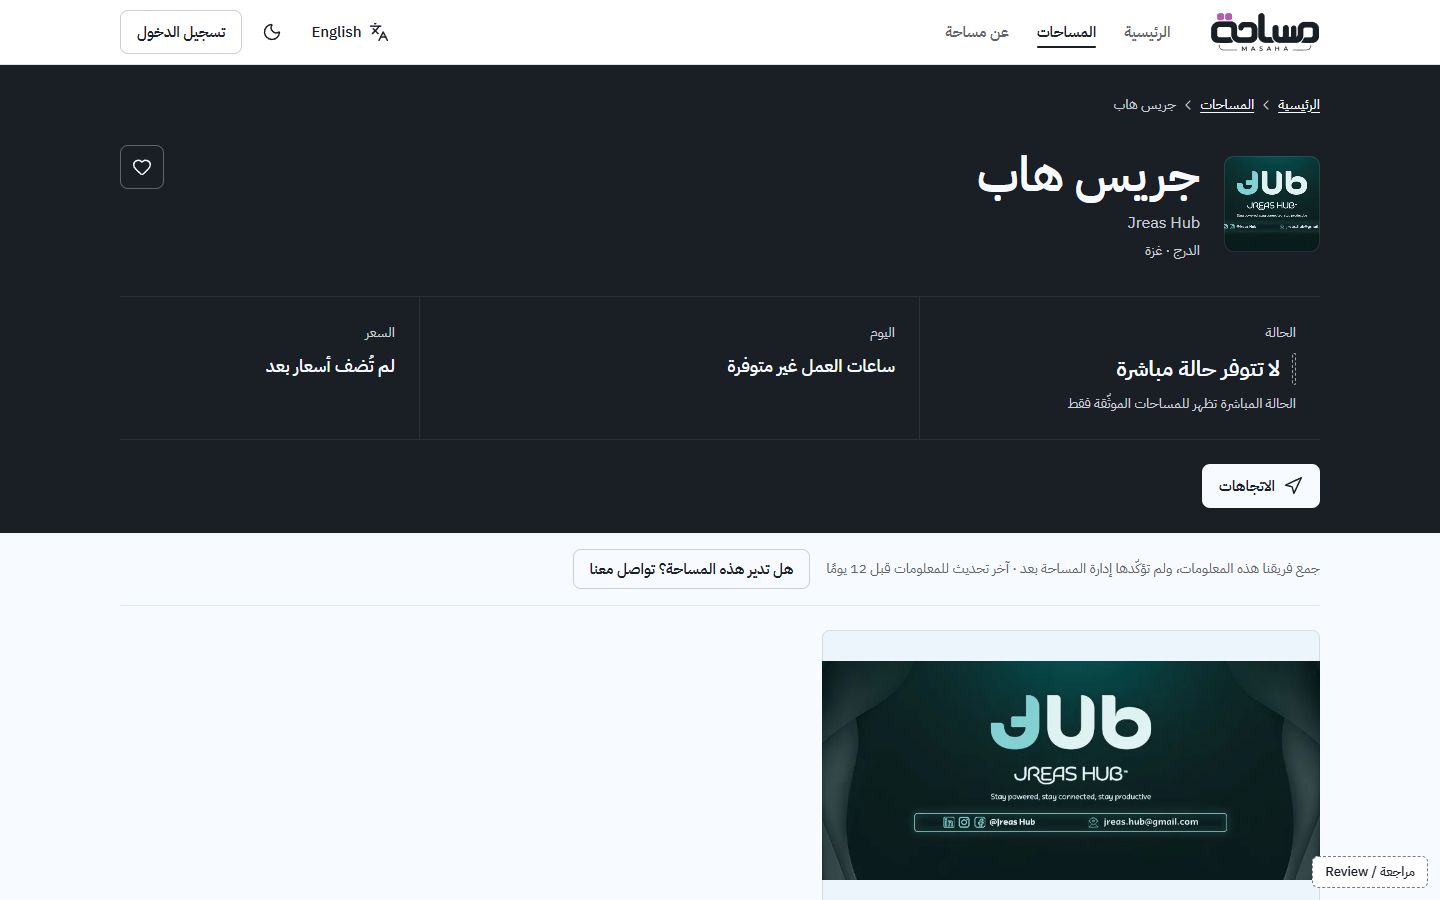 مساحة
MASAHA
الرئيسية
المساحات
عن مساحة
English
تسجيل الدخول
الرئيسية
المساحات
جريس هاب
JUb
JREAS HUB
جريس هاب
Jreas Hub
الدرج · غزة
الحالة
لا تتوفر حالة مباشرة
الحالة المباشرة تظهر للمساحات الموثّقة فقط
اليوم
ساعات العمل غير متوفرة
السعر
لم تُضف أسعار بعد
الاتجاهات
جمع فريقنا هذه المعلومات، ولم تؤكّدها إدارة المساحة بعد · آخر تحديث للمعلومات قبل 12 يومًا
هل تدير هذه المساحة؟ تواصل معنا
JUb
JREAS HUB
Stay powered, stay connected, stay productive
@Jreas Hub
jreas.hub@gmail.com
مراجعة / Review